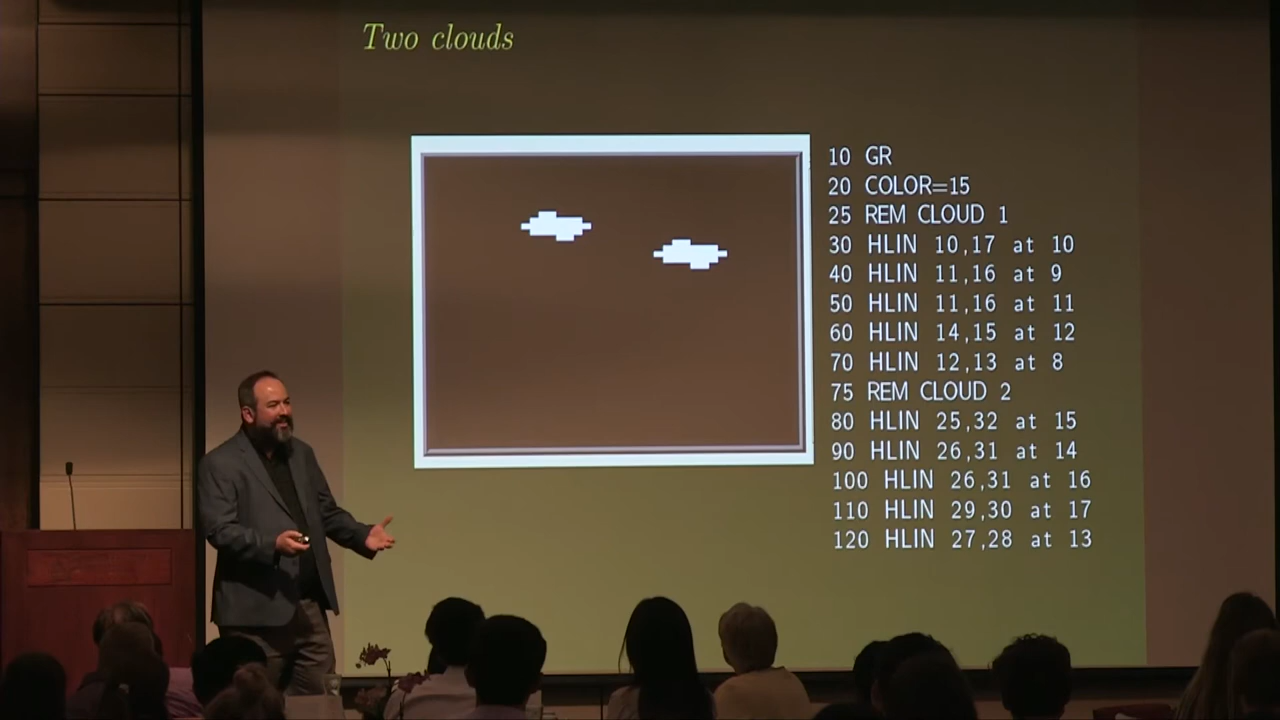 Two clouds
10 GR
20 COLOR=15
25 REM CLOUD 1
30 HLIN 10,17 at 10
40 HLIN 11,16 at 9
50 HLIN 11,16 at 11
60 HLIN 14,15 at 12
70 HLIN 12,13 at 8
75 REM CLOUD 2
80 HLIN 25,32 at 15
90 HLIN 26,31 at 14
100 HLIN 26,31 at 16
110 HLIN 29,30 at 17
120 HLIN 27,28 at 13